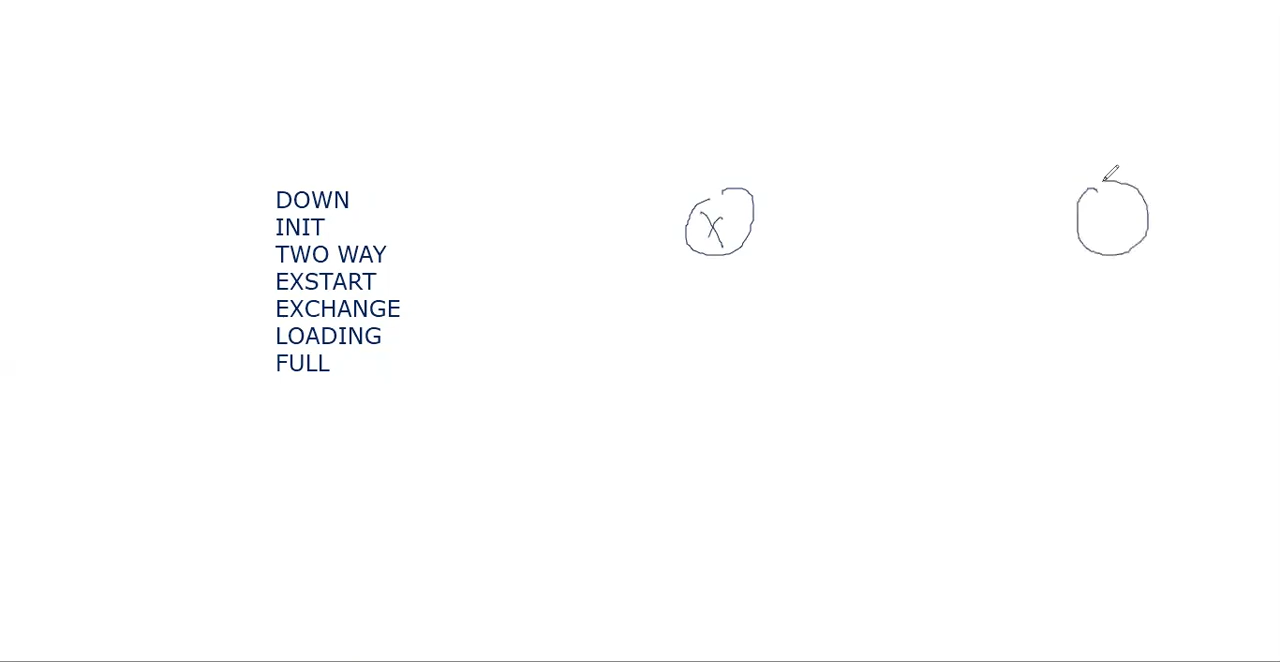 DOWN
INIT
TWO WAY
EXSTART
EXCHANGE
LOADING
FULL
X